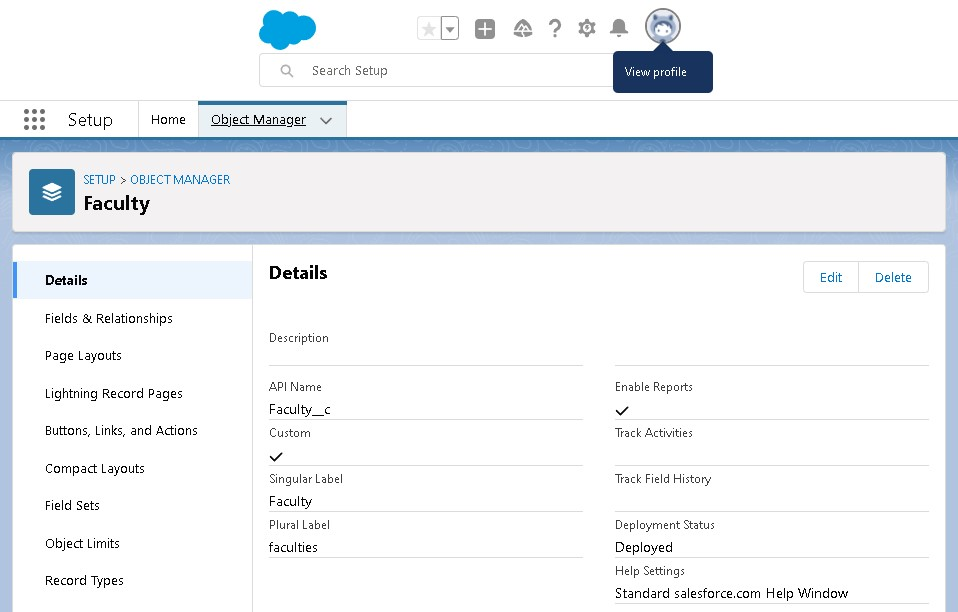 Search Setup
View profile
Setup
Home
Object Manager
SETUP > OBJECT MANAGER
Faculty
Details
Fields & Relationships
Page Layouts
Lightning Record Pages
Buttons, Links, and Actions
Compact Layouts
Field Sets
Object Limits
Record Types
Details
Edit
Delete
Description
API Name
Faculty__c
Custom
Singular Label
Faculty
Plural Label
faculties
Enable Reports
Track Activities
Track Field History
Deployment Status
Deployed
Help Settings
Standard salesforce.com Help Window